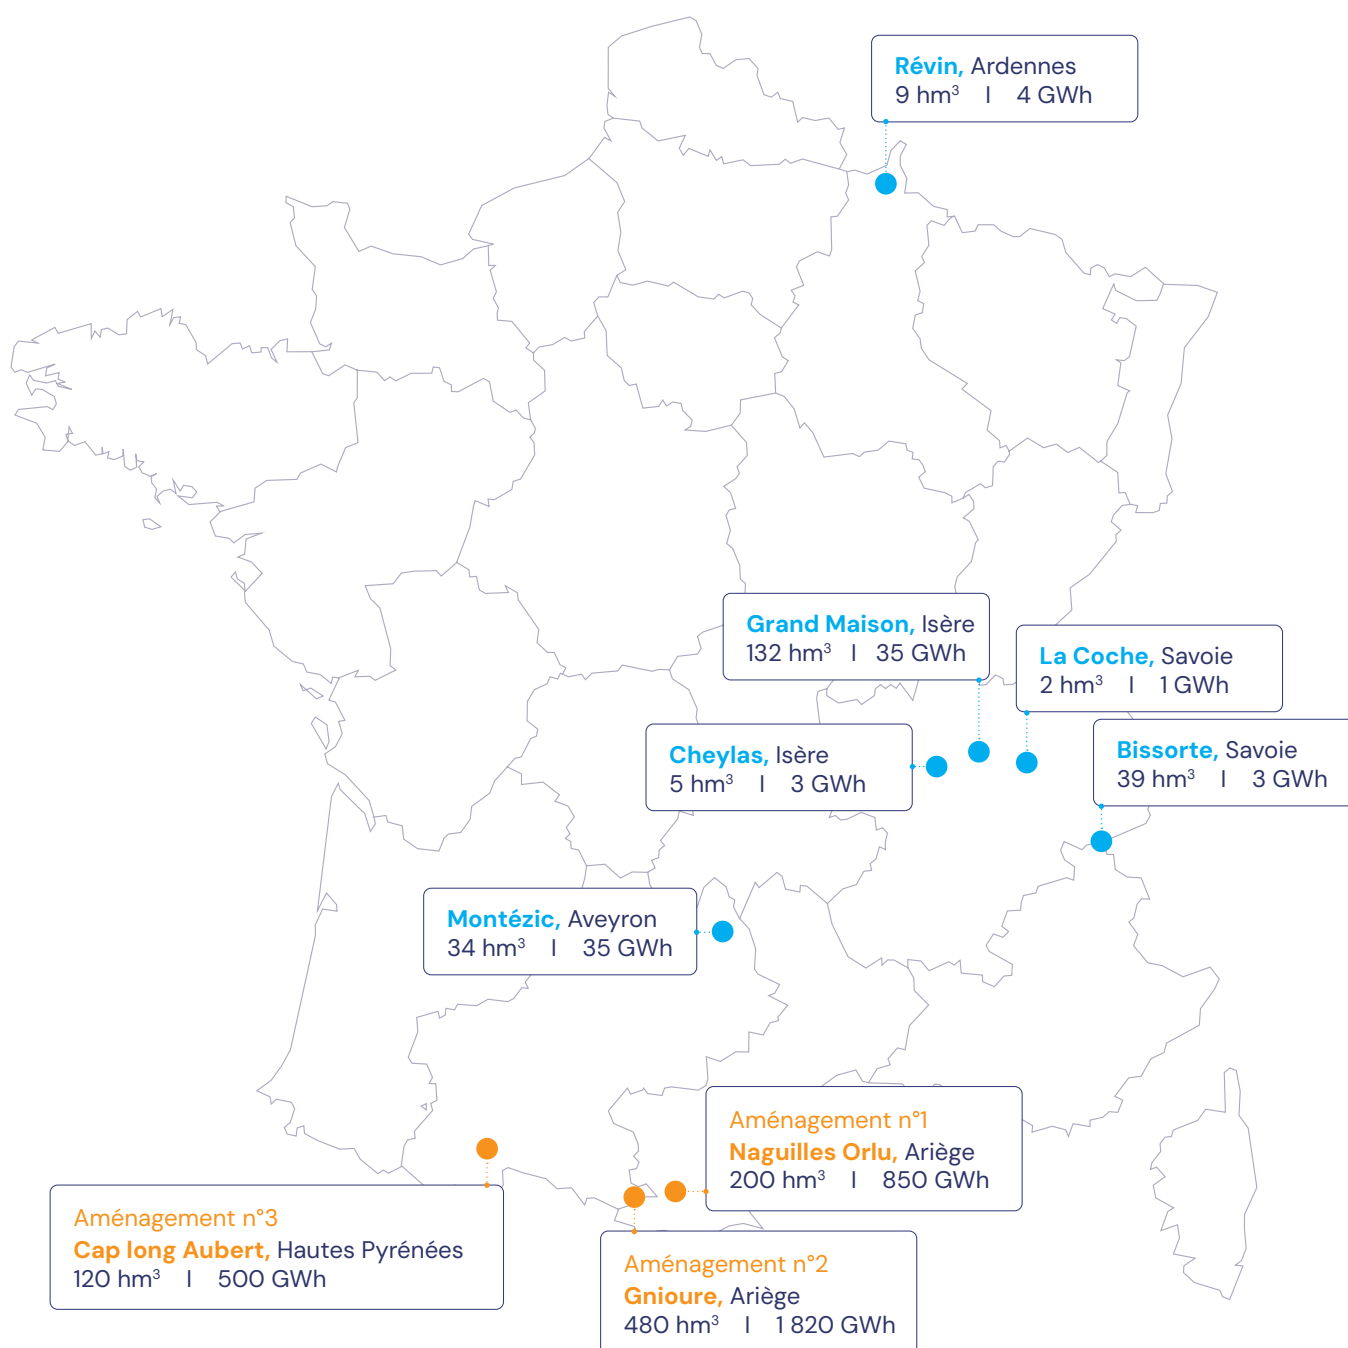 Révin, Ardennes
9 hm³ I 4 GWh
Grand Maison, Isère
132 hm³ I 35 GWh
La Coche, Savoie
2 hm³ I 1 GWh
Cheylas, Isère
5 hm³ I 3 GWh
Bissorte, Savoie
39 hm³ I 3 GWh
Montézic, Aveyron
34 hm³ I 35 GWh
Aménagement n°1
Naguilles Orlu, Ariège
200 hm³ I 850 GWh
Aménagement n°3
Cap long Aubert, Hautes Pyrénées
120 hm³ I 500 GWh
Aménagement n°2
Gnioure, Ariège
480 hm³ I 1 820 GWh